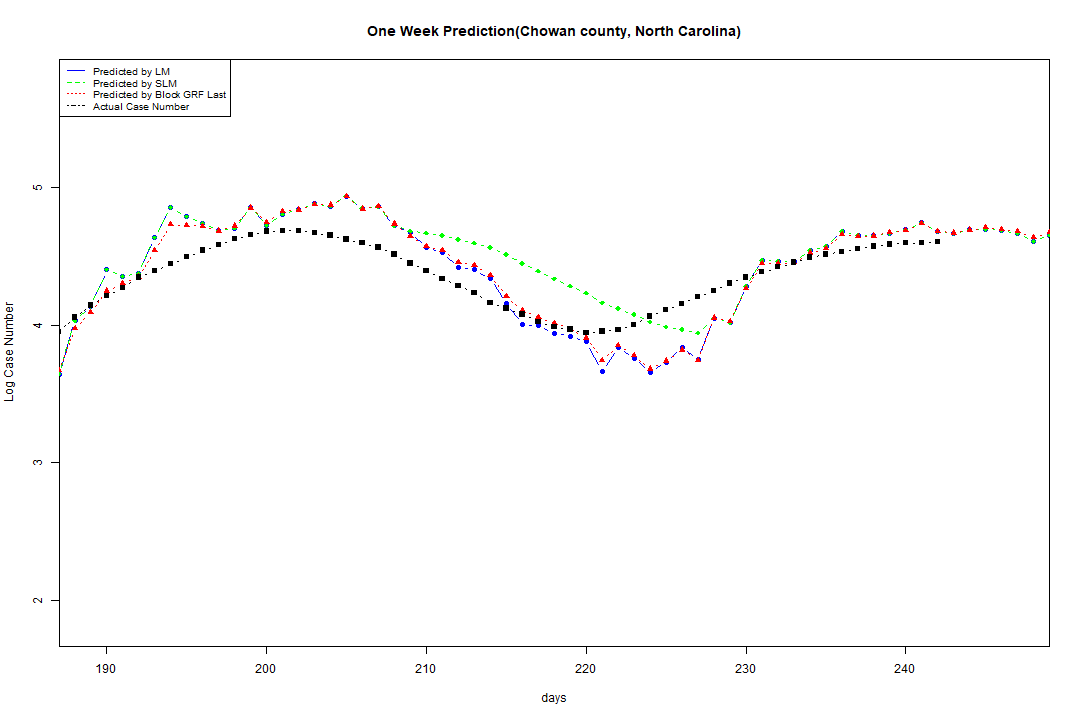 One Week Prediction(Chowan county, North Carolina)
Predicted by LM
Predicted by SLM
Predicted by Block GRF Last
Actual Case Number
5
4
3
2
Log Case Number
190 200 210 220 230 240
days